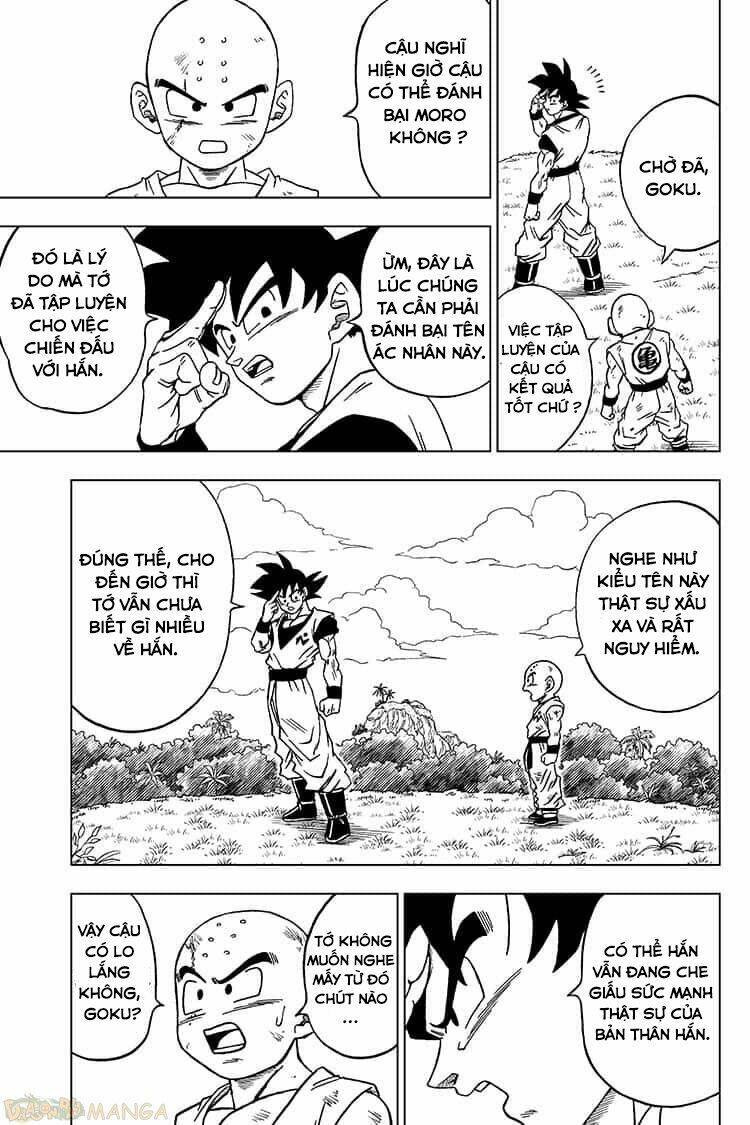 CHỜ ĐÃ,
GOKU.
VIỆC TẬP
LUYỆN CỦA
CẬU CÓ
KẾT QUẢ
TỐT CHỨ ?
龜
CẬU NGHĨ
HIỆN GIỜ CẬU
CÓ THỂ ĐÁNH
BẠI MORO
KHÔNG ?
ỪM, ĐÂY LÀ
LÚC CHÚNG
TA CẦN PHẢI
ĐÁNH BẠI TÊN
ÁC NHÂN NÀY.
ĐÓ LÀ LÝ
DO MÀ TỚ
ĐÃ TẬP LUYỆN
CHO VIỆC
CHIẾN ĐẤU
VỚI HẮN.
NGHE NHƯ
KIỂU TÊN NÀY
THẬT SỰ XẤU
XA VÀ RẤT
NGUY HIỂM.
ĐÚNG THẾ, CHO
ĐẾN GIỜ THÌ
TỚ VẪN CHƯA
BIẾT GÌ NHIỀU
VỀ HẮN.
CÓ THỂ HẮN
VẪN ĐANG CHE
GIẤU SỨC MẠNH
THẬT SỰ CỦA
BẢN THÂN HẮN.
TỚ KHÔNG
MUỐN NGHE
MẤY TỪ ĐÓ
CHÚT NÀO
...
VẬY CẬU
CÓ LO
LẮNG
KHÔNG,
GOKU?
MANGA